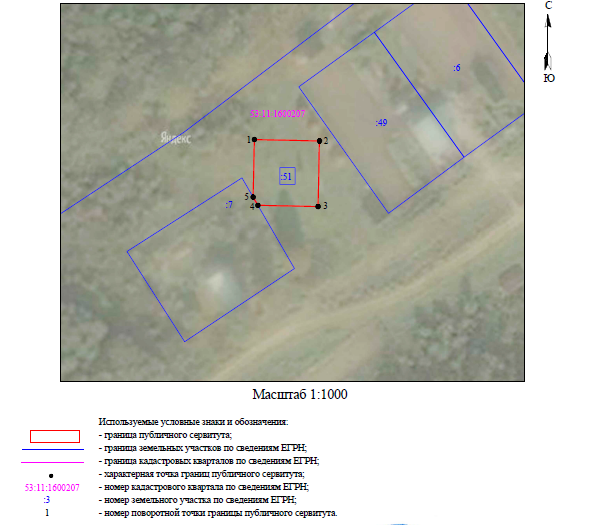 С
Ю
:6
53:11:1600207
:49
1
2
Яндекс
:51
5
:7
4
3
Масштаб 1:1000
Используемые условные знаки и обозначения:
- граница публичного сервитута;
- граница земельных участков по сведениям ЕГРН;
- граница кадастровых кварталов по сведениям ЕГРН;
- характерная точка границ публичного сервитута;
53:11:1600207 - номер кадастрового квартала по сведениям ЕГРН;
:3 - номер земельного участка по сведениям ЕГРН;
1 - номер поворотной точки границы публичного сервитута.